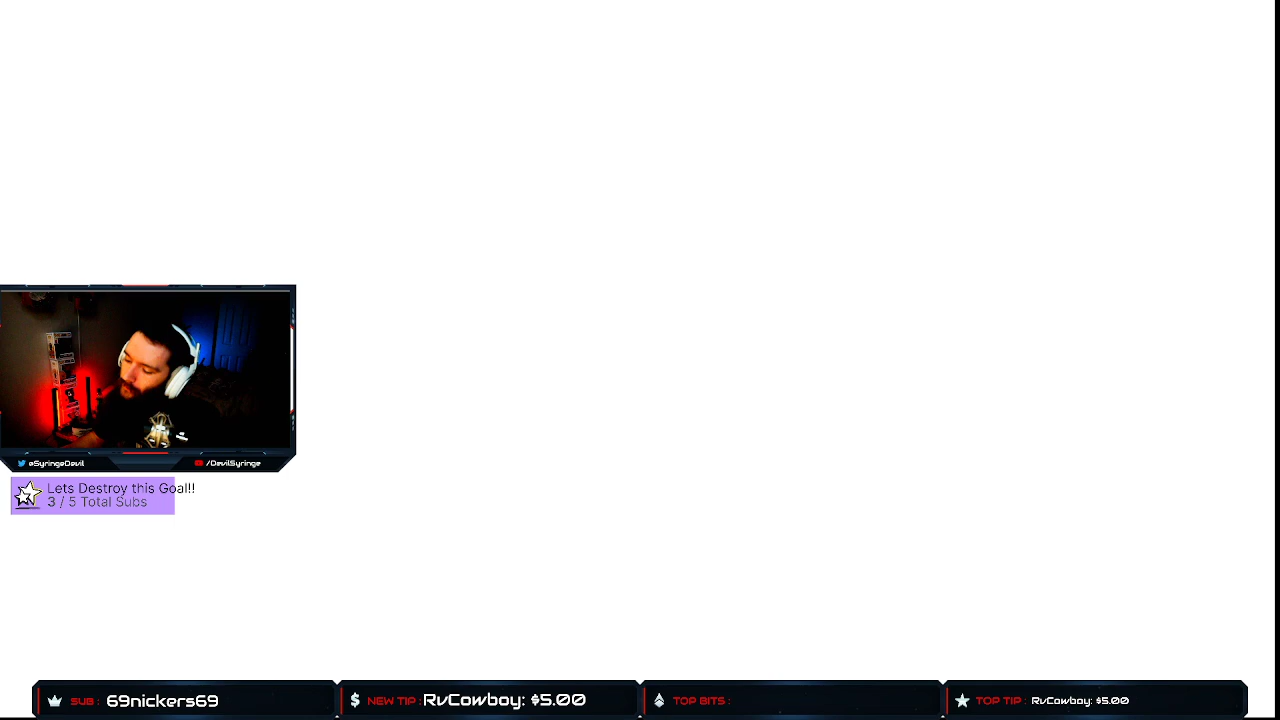 @SyringeDevil
/DevilSyringe
Lets Destroy this Goal!!
3 / 5 Total Subs
SUB : 69nickers69
NEW TIP : RvCowboy: $5.00
TOP BITS :
TOP TIP : RvCowboy: $5.00